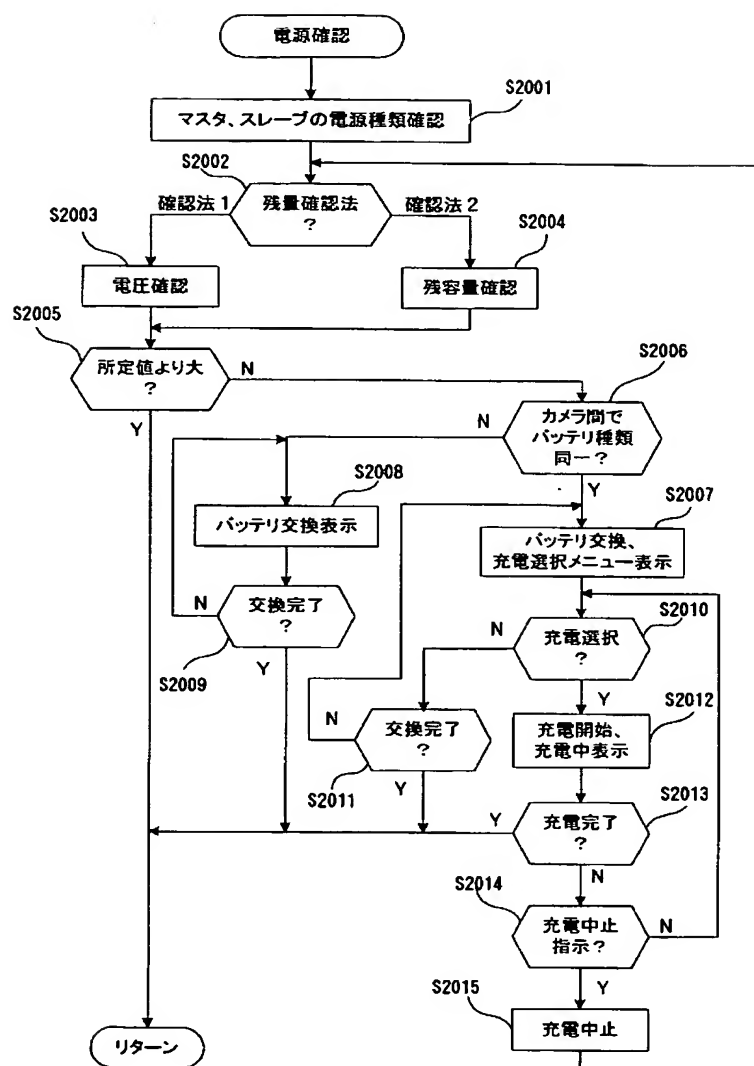 電源確認
S2001
マスタ、スレーブの電源種類確認
S2002
残量確認法
?
確認法1
確認法2
S2003
電圧確認
S2004
残容量確認
S2005
所定値より大
?
N
Y
S2006
カメラ間で
バッテリ種類
同一?
N
Y
S2008
バッテリ交換表示
S2007
バッテリ交換、
充電選択メニュー表示
交換完了
?
N
Y
S2009
S2010
充電選択
?
N
Y
交換完了
?
N
Y
S2011
S2012
充電開始、
充電中表示
S2013
充電完了
?
Y
N
S2014
充電中止
指示?
N
Y
S2015
充電中止
リターン